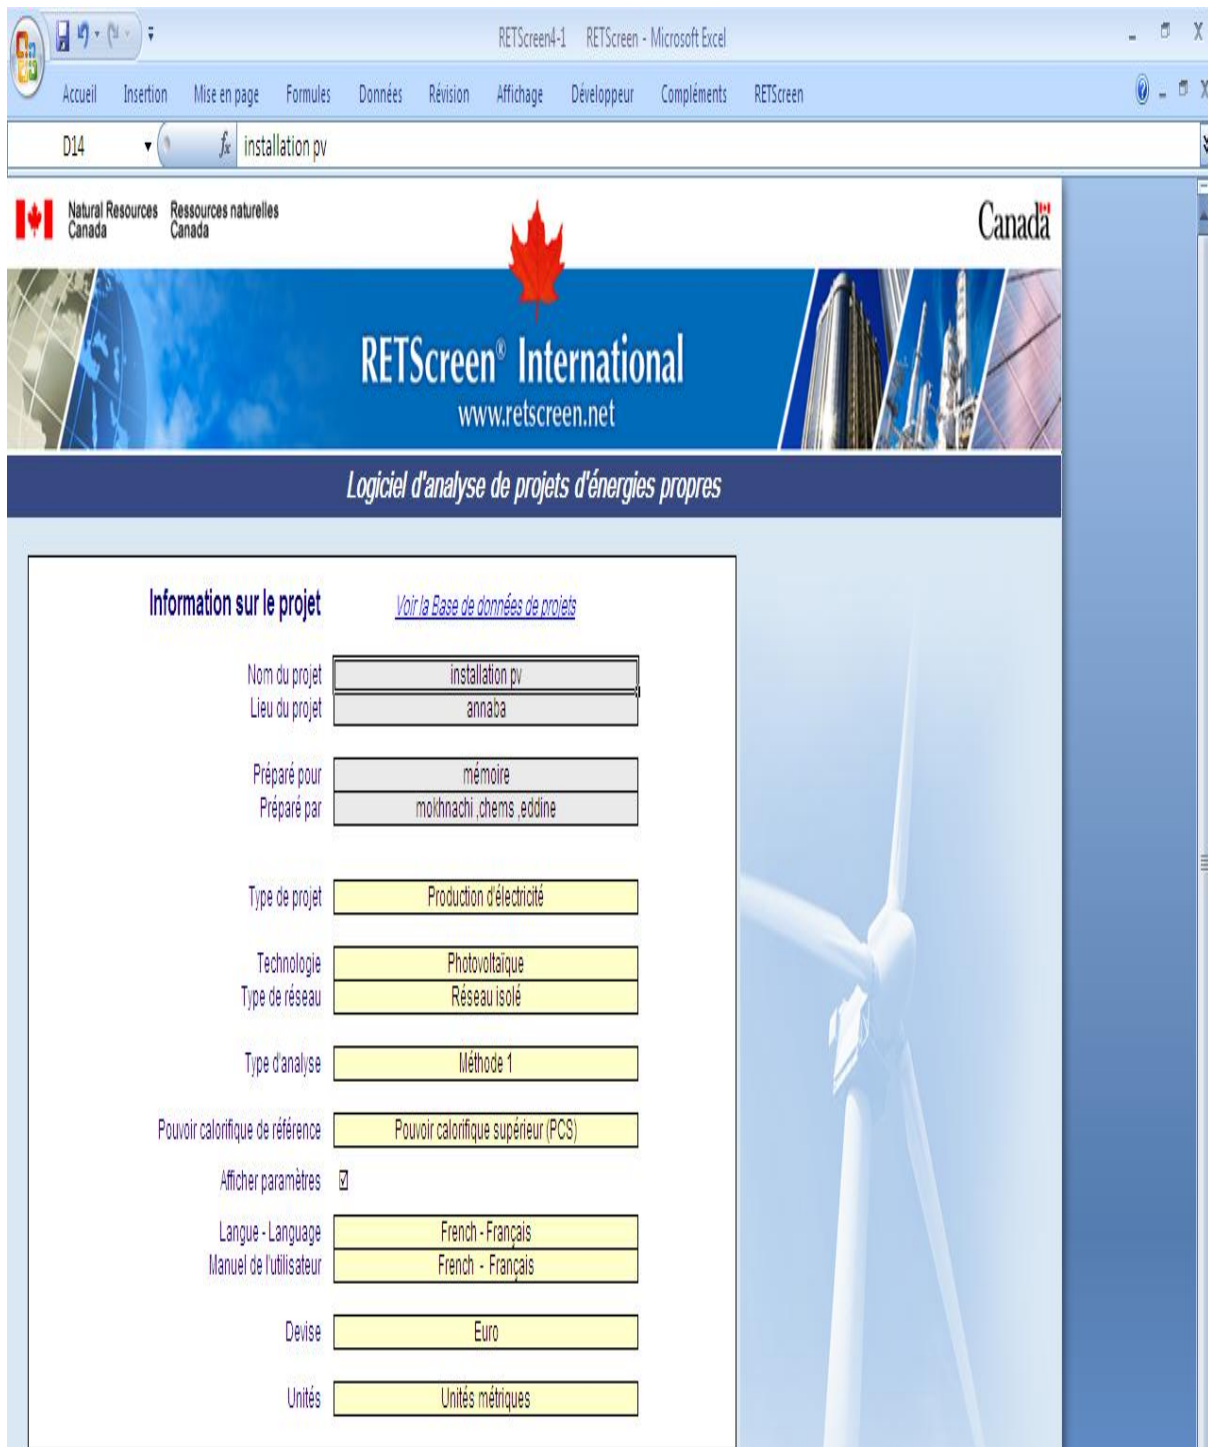 RETScreen4-1 RETScreen - Microsoft Excel
Accueil Insertion Mise en page Formules Données Révision Affichage Développeur Compléments RETScreen
D14 fx installation pv
Natural Resources Canada Ressources naturelles Canada Canada
RETScreen® International
www.retscreen.net
Logiciel d'analyse de projets d'énergies propres
Information sur le projet Voir la Base de données de projets
Nom du projet installation pv
Lieu du projet annaba
Préparé pour mémoire
Préparé par mokhnachi ,chems ,eddine
Type de projet Production d'électricité
Technologie Photovoltaïque
Type de réseau Réseau isolé
Type d'analyse Méthode 1
Pouvoir calorifique de référence Pouvoir calorifique supérieur (PCS)
Afficher paramètres
Langue - Language French - Français
Manuel de l'utilisateur French - Français
Devise Euro
Unités Unités métriques